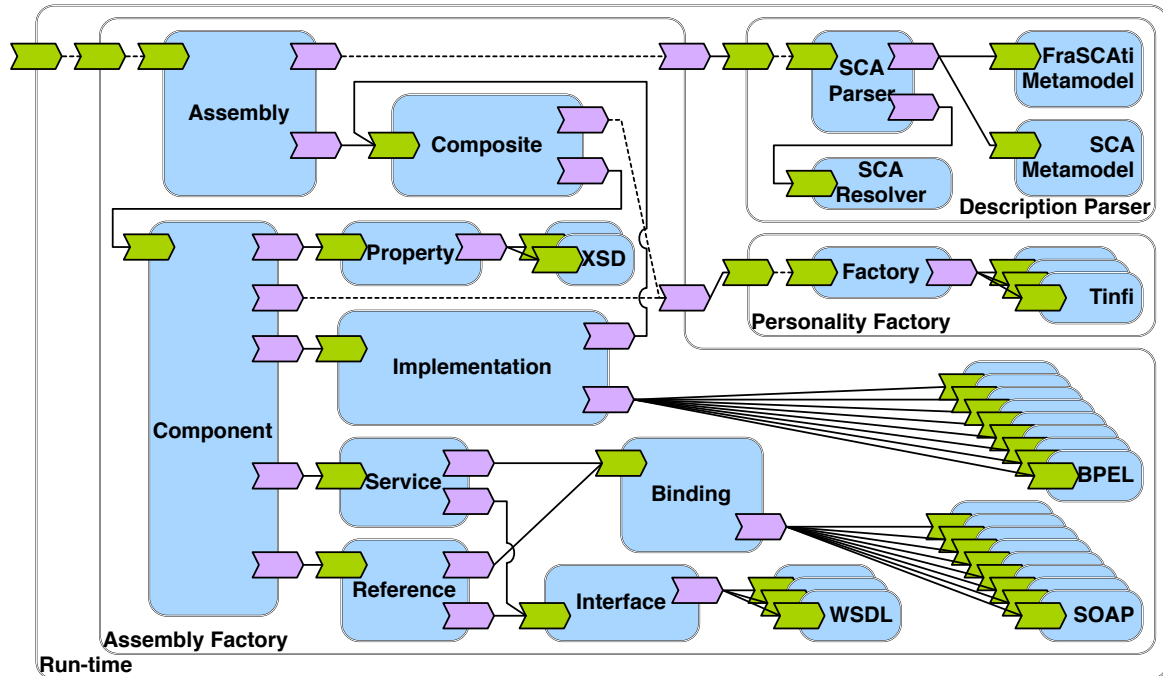 Assembly
Composite
SCA
Parser
FraSCAti
Metamodel
SCA
Metamodel
SCA
Resolver
Description Parser
Property
XSD
Factory
Tinfi
Personality Factory
Implementation
Component
BPEL
Service
Binding
Reference
Interface
WSDL
SOAP
Assembly Factory
Run-time